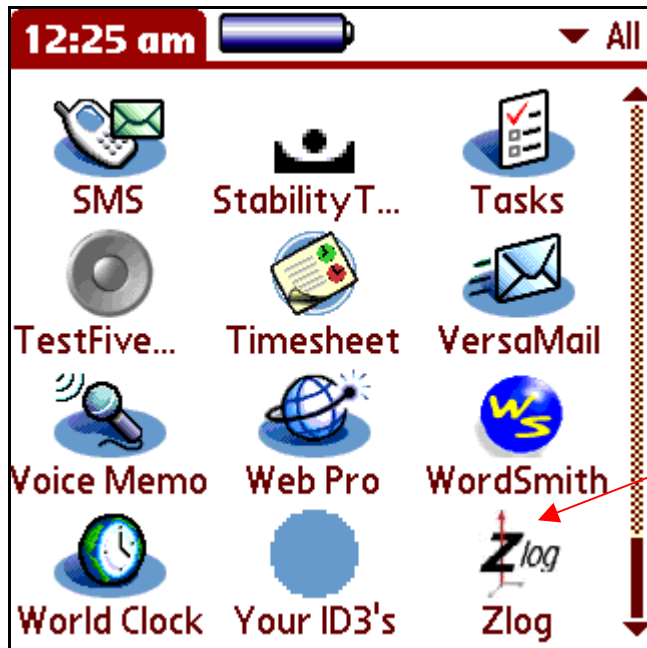 12:25 am All
SMS StabilityT... Tasks
TestFive... Timesheet VersaMail
WS
Voice Memo Web Pro WordSmith
Zlog
World Clock Your ID3's Zlog